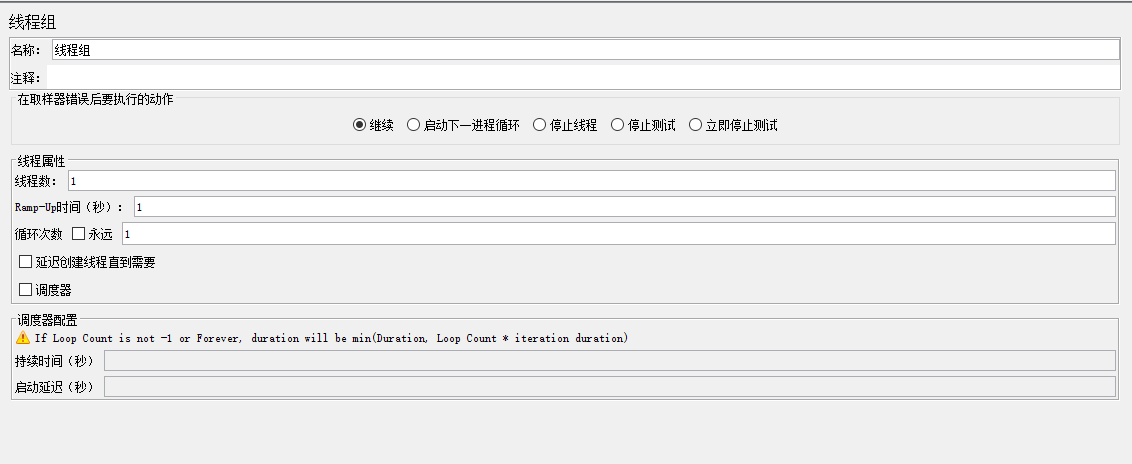 线程组
名称： 线程组
注释：
在取样器错误后要执行的动作
继续 启动下一进程循环 停止线程 停止测试 立即停止测试
线程属性
线程数： 1
Ramp-Up时间（秒）： 1
循环次数 永远 1
延迟创建线程直到需要
调度器
调度器配置
If Loop Count is not -1 or Forever, duration will be min(Duration, Loop Count * iteration duration)
持续时间（秒）
启动延迟（秒）